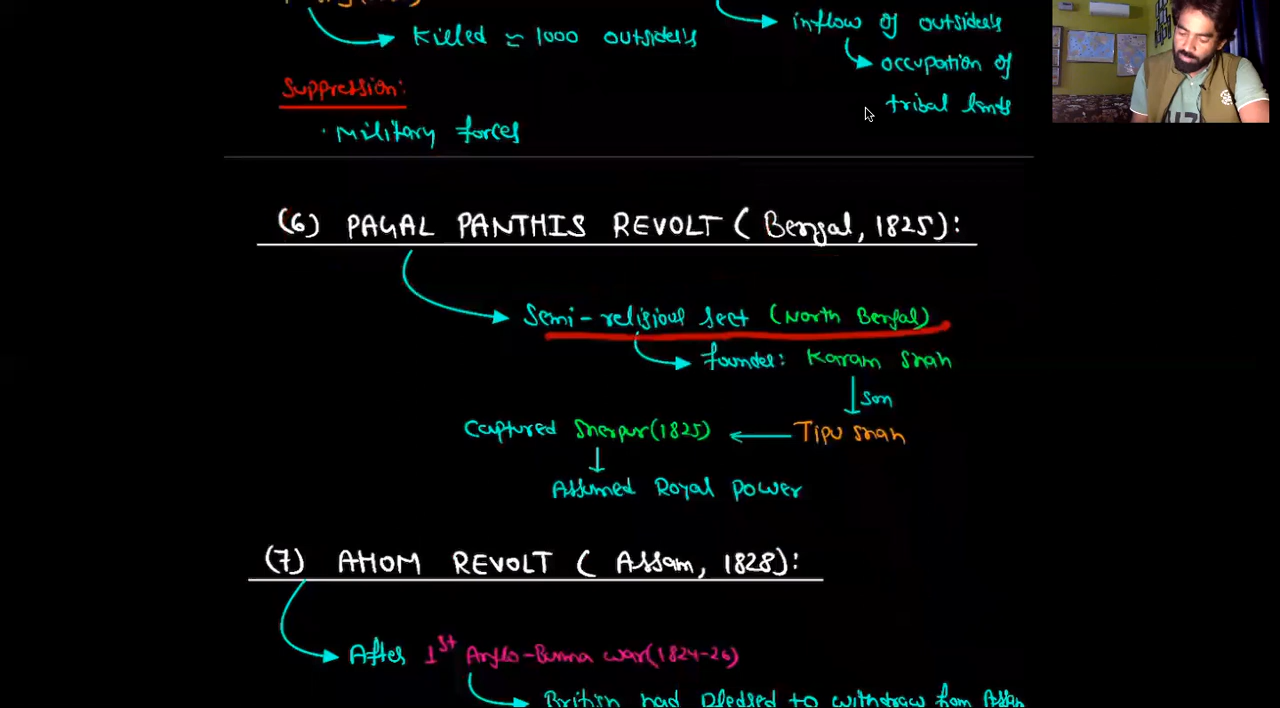 Killed ≈ 1000 outsiders
inflow of outsiders
occupation of
tribal lands
Suppression:
· Military forces
(6) PAGAL PANTHIS REVOLT ( Bengal, 1825):
Semi-religious sect (North Bengal)
founder: Karam Shah
son
Captured Sherpur (1825) ← Tipu Shah
Assumed Royal Power
(7) AHOM REVOLT ( Assam, 1828):
After 1st Anglo-Burma war (1824-26)
British had pledged to withdraw from Assam